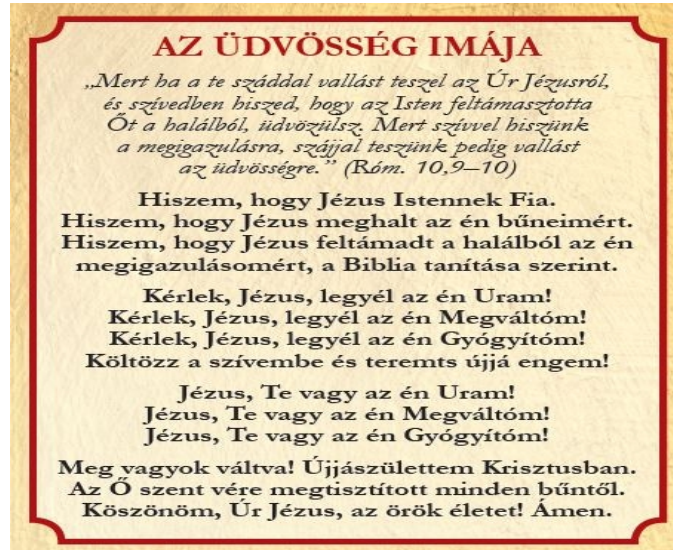 AZ ÜDVÖSSÉG IMÁJA
„Mert ha a te száddal vallást teszel az Úr Jézusról,
és szívedben hiszed, hogy az Isten feltámasztotta
Őt a halálból, üdvözülsz. Mert szívvel hiszünk
a megigazulásra, szájjal teszünk pedig vallást
az üdvösségre.” (Róm. 10,9–10)
Hiszem, hogy Jézus Istennek Fia.
Hiszem, hogy Jézus meghalt az én bűneimért.
Hiszem, hogy Jézus feltámadt a halálból az én
megigazulásomért, a Biblia tanítása szerint.
Kérlek, Jézus, legyél az én Uram!
Kérlek, Jézus, legyél az én Megváltóm!
Kérlek, Jézus, legyél az én Gyógyítóm!
Költözz a szívembe és teremts újjá engem!
Jézus, Te vagy az én Uram!
Jézus, Te vagy az én Megváltóm!
Jézus, Te vagy az én Gyógyítóm!
Meg vagyok váltva! Újjászülettem Krisztusban.
Az Ő szent vére megtisztított minden bűntől.
Köszönöm, Úr Jézus, az örök életet! Ámen.